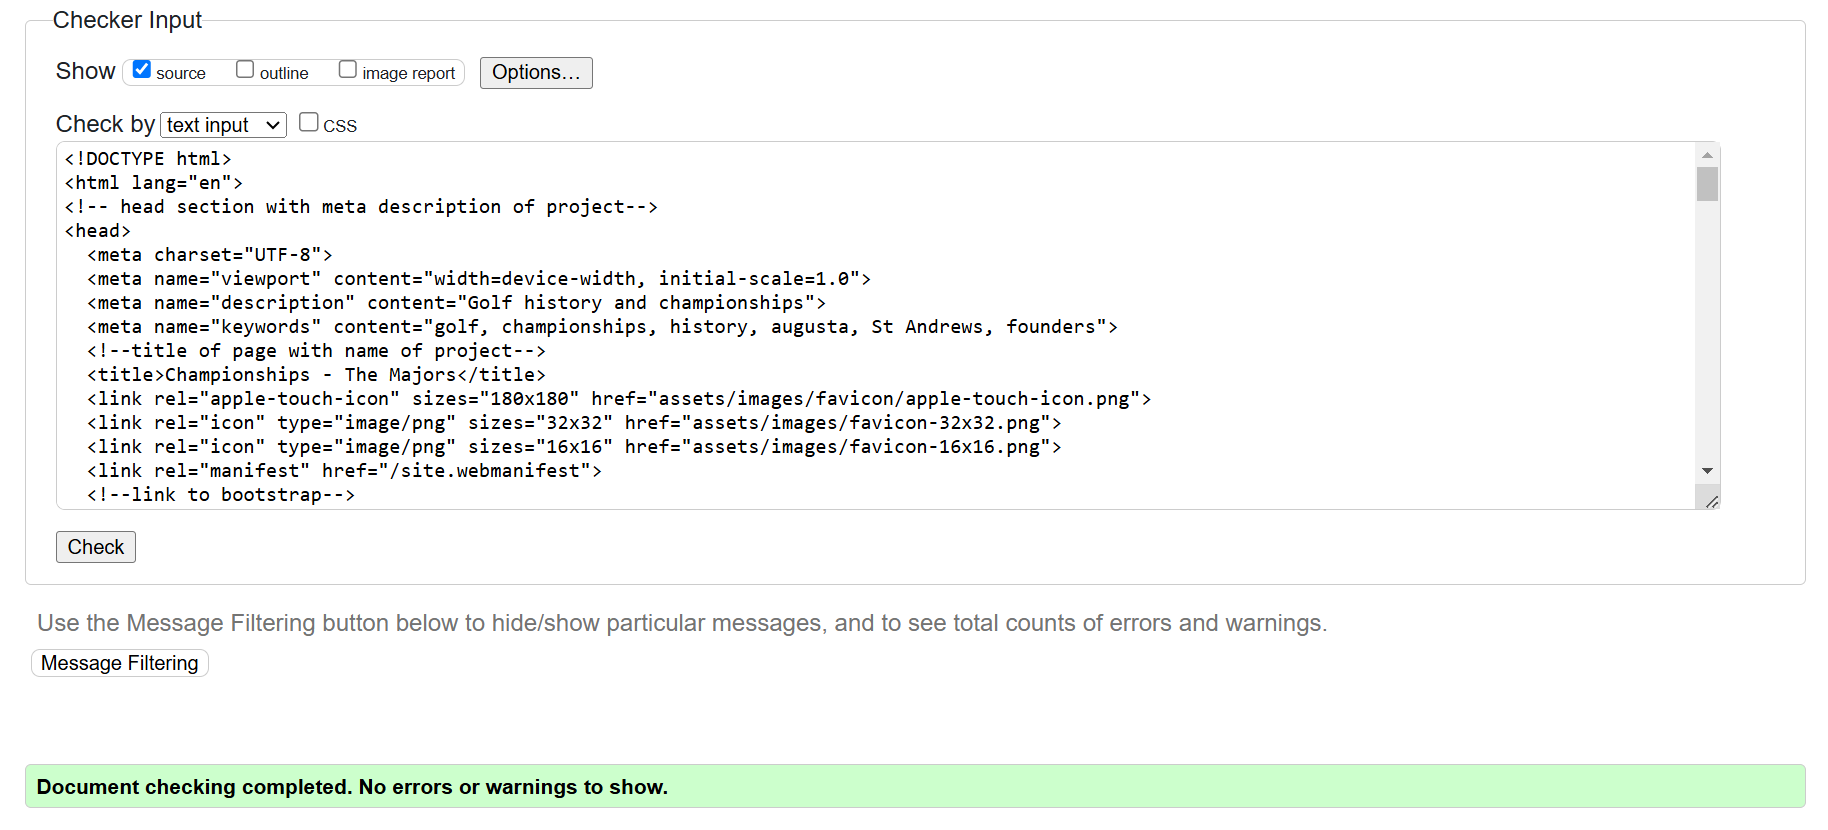 Checker Input
Show source outline image report Options...
Check by text input CSS
<!DOCTYPE html>
<html lang="en">
<!-- head section with meta description of project-->
<head>
  <meta charset="UTF-8">
  <meta name="viewport" content="width=device-width, initial-scale=1.0">
  <meta name="description" content="Golf history and championships">
  <meta name="keywords" content="golf, championships, history, augusta, St Andrews, founders">
  <!--title of page with name of project-->
  <title>Championships - The Majors</title>
  <link rel="apple-touch-icon" sizes="180x180" href="assets/images/favicon/apple-touch-icon.png">
  <link rel="icon" type="image/png" sizes="32x32" href="assets/images/favicon-32x32.png">
  <link rel="icon" type="image/png" sizes="16x16" href="assets/images/favicon-16x16.png">
  <link rel="manifest" href="/site.webmanifest">
  <!--link to bootstrap-->
Check
Use the Message Filtering button below to hide/show particular messages, and to see total counts of errors and warnings.
Message Filtering
Document checking completed. No errors or warnings to show.